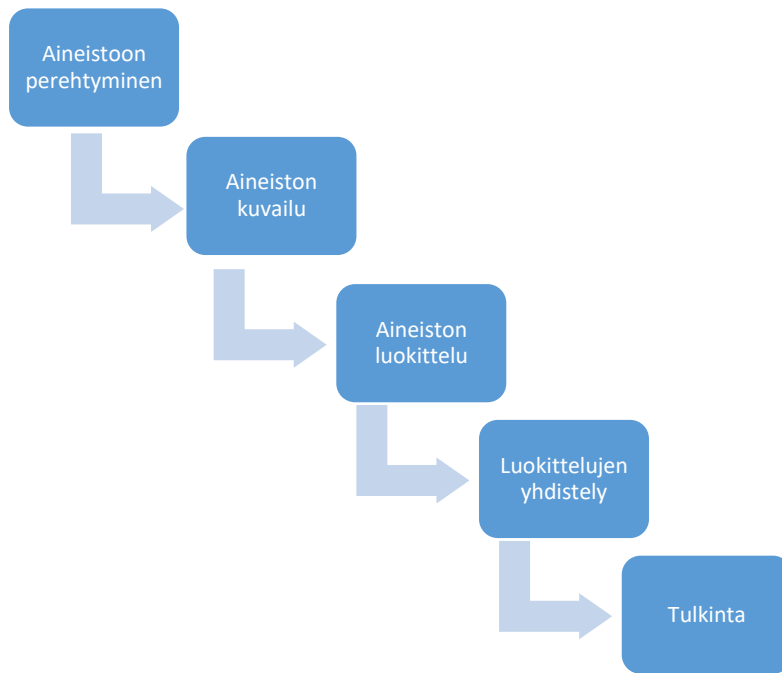 Aineistoon
perehtyminen
Aineiston
kuvailu
Aineiston
luokittelu
Luokittelujen
yhdistely
Tulkinta